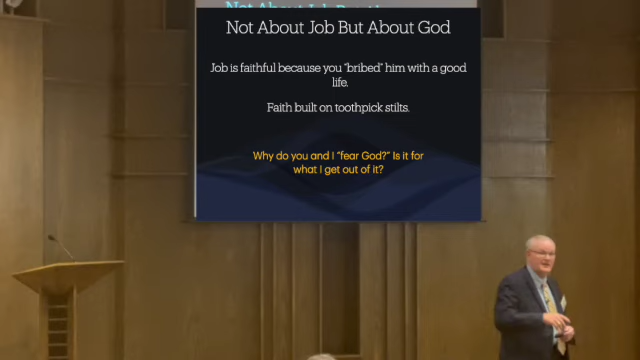 Not About Job But About God
Job is faithful because you "bribed" him with a good
life.
Faith built on toothpick stilts.
Why do you and I "fear God?" Is it for
what I get out of it?